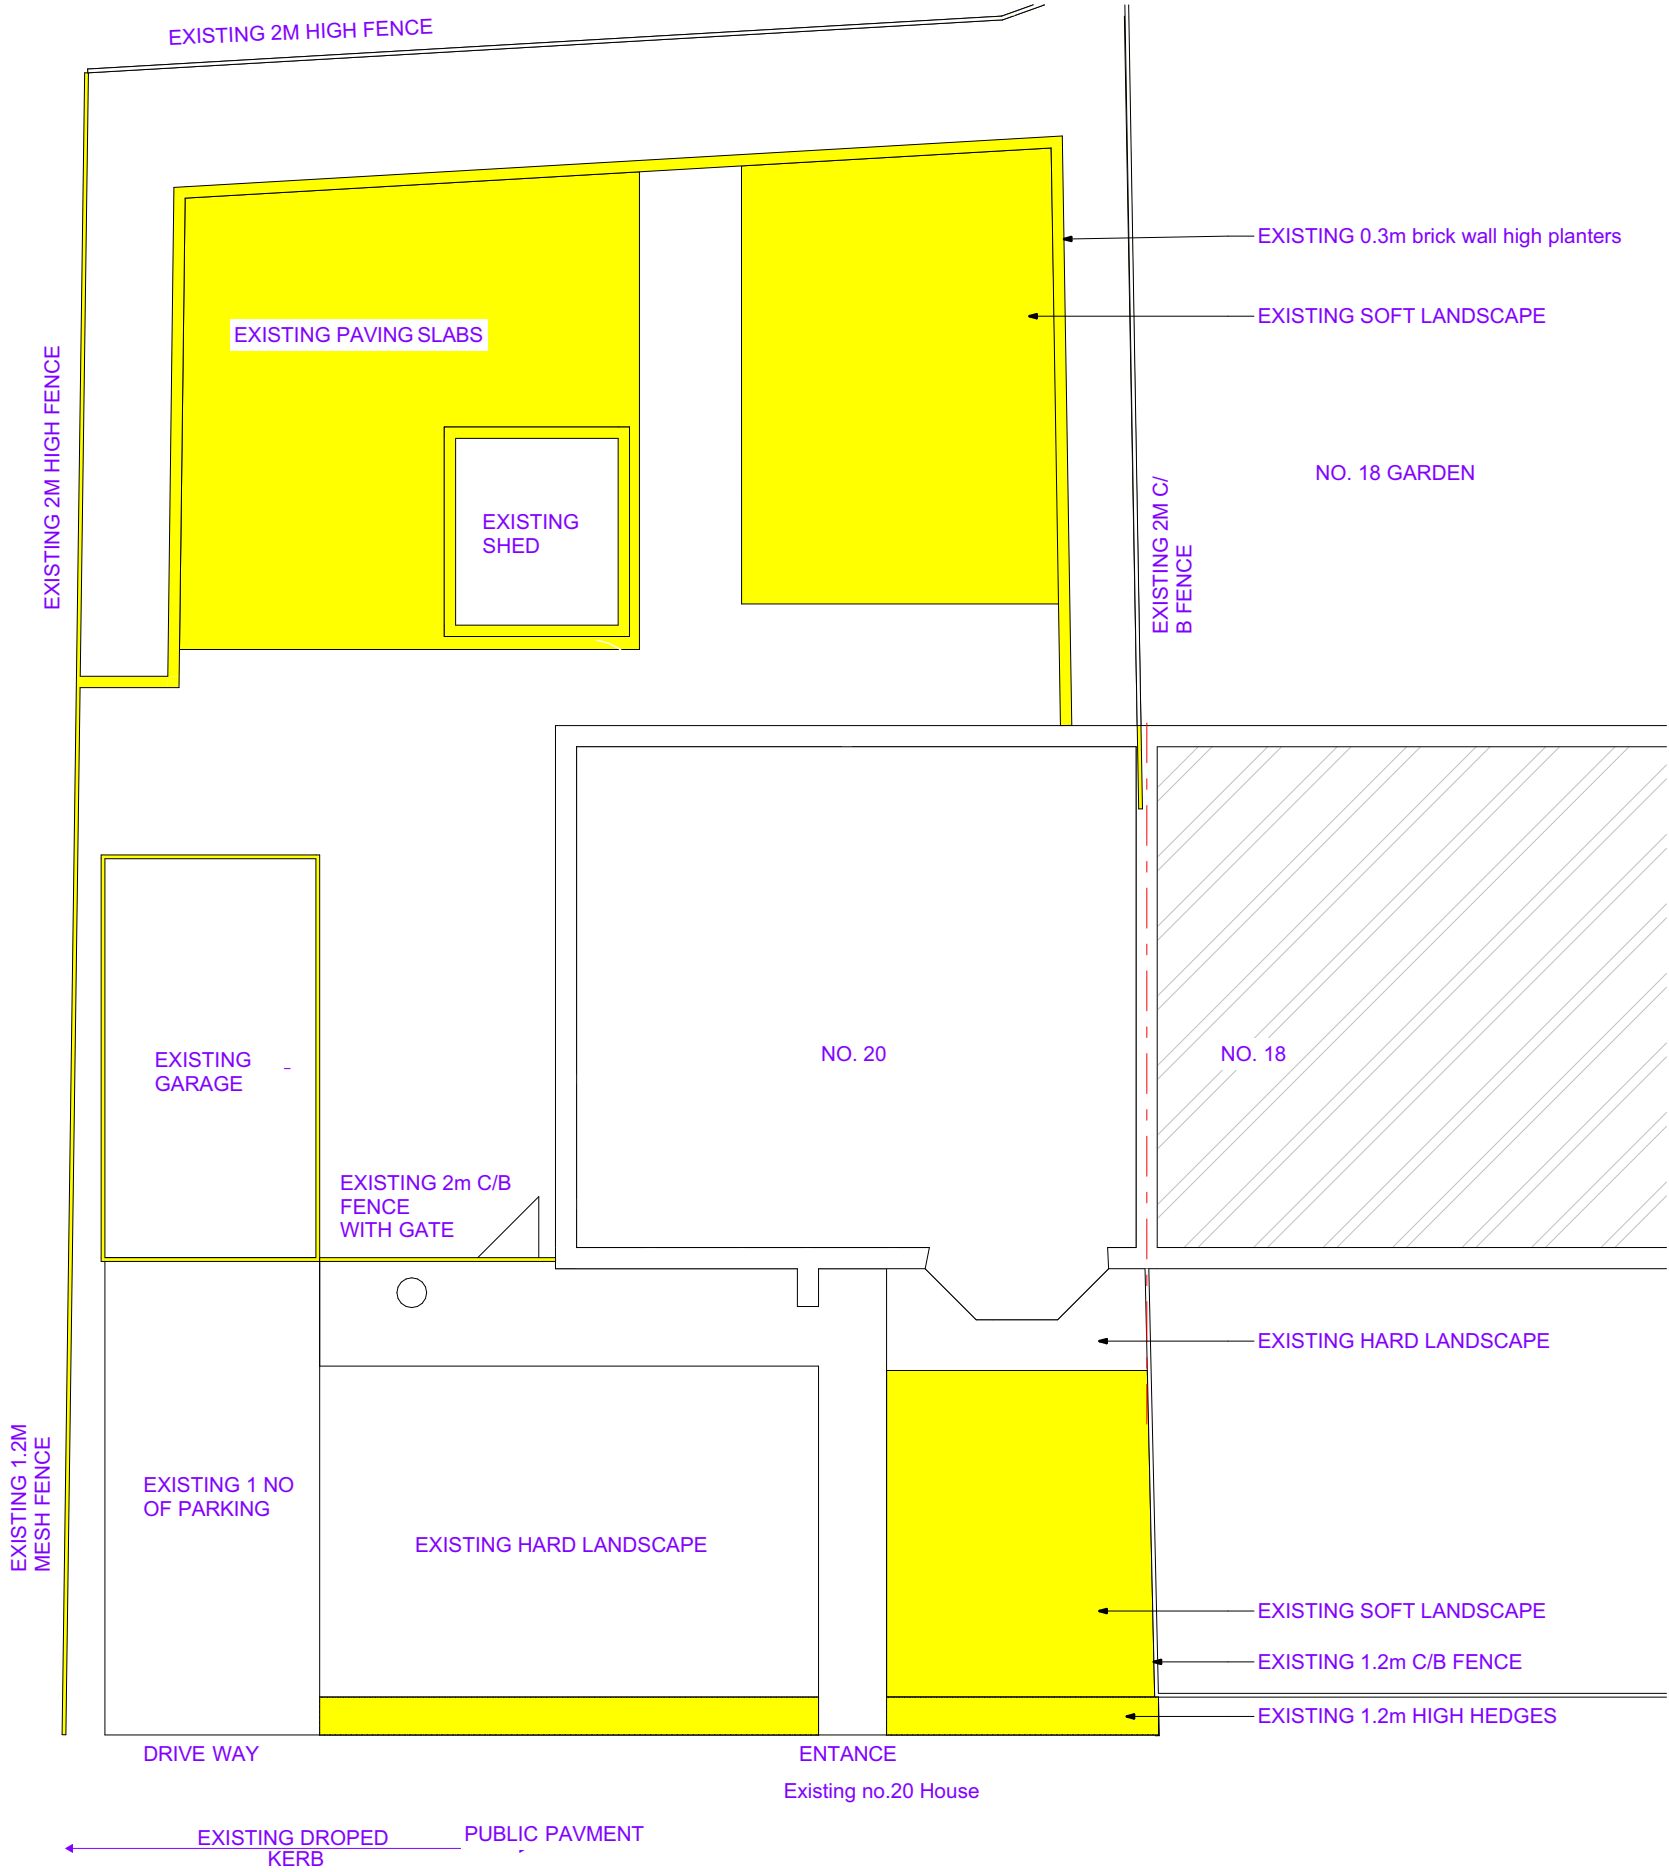 EXISTING 2M HIGH FENCE
EXISTING 0.3m brick wall high planters
EXISTING SOFT LANDSCAPE
EXISTING PAVING SLABS
EXISTING 2M HIGH FENCE
NO. 18 GARDEN
EXISTING
SHED
EXISTING 2M C/
B FENCE
EXISTING
GARAGE
NO. 20
NO. 18
EXISTING 2m C/B
FENCE
WITH GATE
EXISTING HARD LANDSCAPE
EXISTING 1.2M
MESH FENCE
EXISTING 1 NO
OF PARKING
EXISTING HARD LANDSCAPE
EXISTING SOFT LANDSCAPE
EXISTING 1.2m C/B FENCE
EXISTING 1.2m HIGH HEDGES
DRIVE WAY
ENTANCE
Existing no.20 House
EXISTING DROPED
KERB
PUBLIC PAVMENT